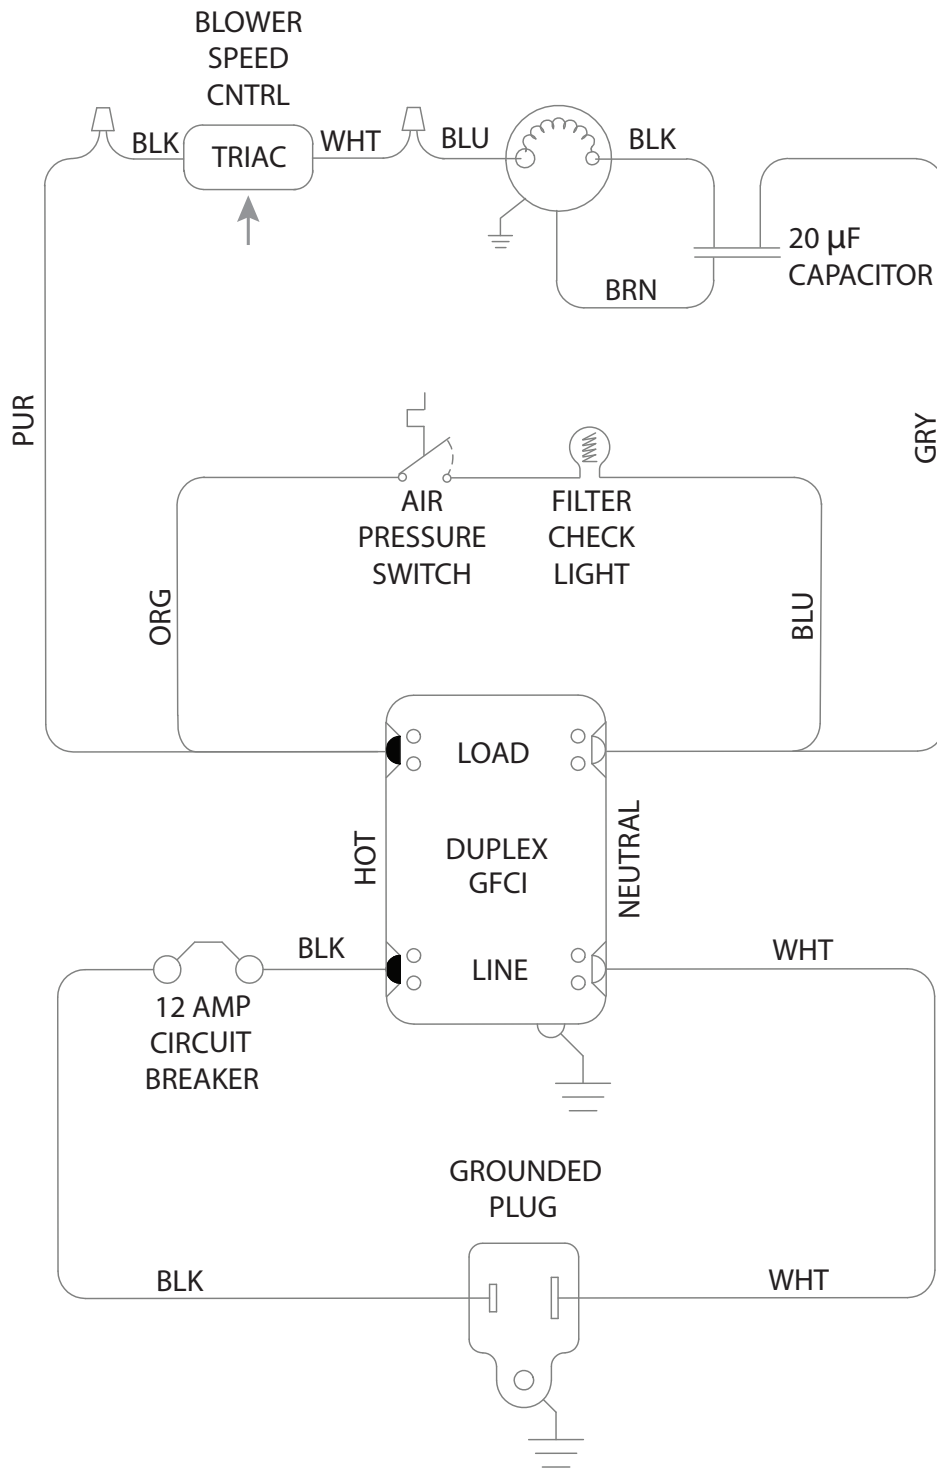 BLOWER
SPEED
CNTRL
BLK
TRIAC
WHT
BLU
BLK
20 µF
CAPACITOR
BRN
PUR
GRY
AIR
PRESSURE
SWITCH
FILTER
CHECK
LIGHT
ORG
BLU
LOAD
HOT
DUPLEX
GFCI
NEUTRAL
BLK
LINE
WHT
12 AMP
CIRCUIT
BREAKER
GROUNDED
PLUG
BLK
WHT